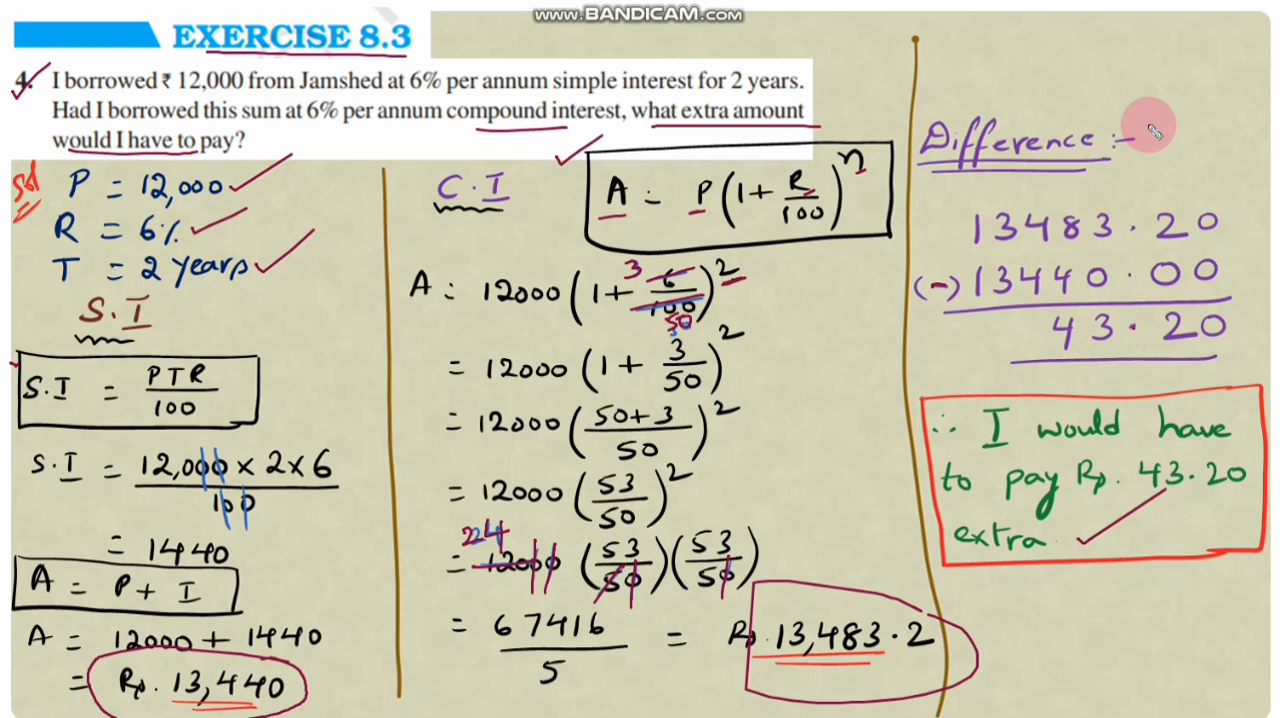 www.BANDICAM.com
EXERCISE 8.3
4. I borrowed ₹ 12,000 from Jamshed at 6% per annum simple interest for 2 years.
Had I borrowed this sum at 6% per annum compound interest, what extra amount
would I have to pay?
Sol
P = 12,000
R = 6%
T = 2 years
S.I
S.I = PTR/100
S.I = 12,000 × 2 × 6/100
= 1440
A = P + I
A = 12000 + 1440
= Rs. 13,440
C.I
A = P(1 + R/100)^n
A = 12000(1 + 6/100)^2
3
50
= 12000(1 + 3/50)^2
= 12000(50+3/50)^2
= 12000(53/50)^2
24
= 12000(53/50)(53/50)
= 67416/5 = Rs. 13,483.2
Difference :-
13483.20
(-) 13440.00
43.20
∴ I would have
to pay Rs. 43.20
extra